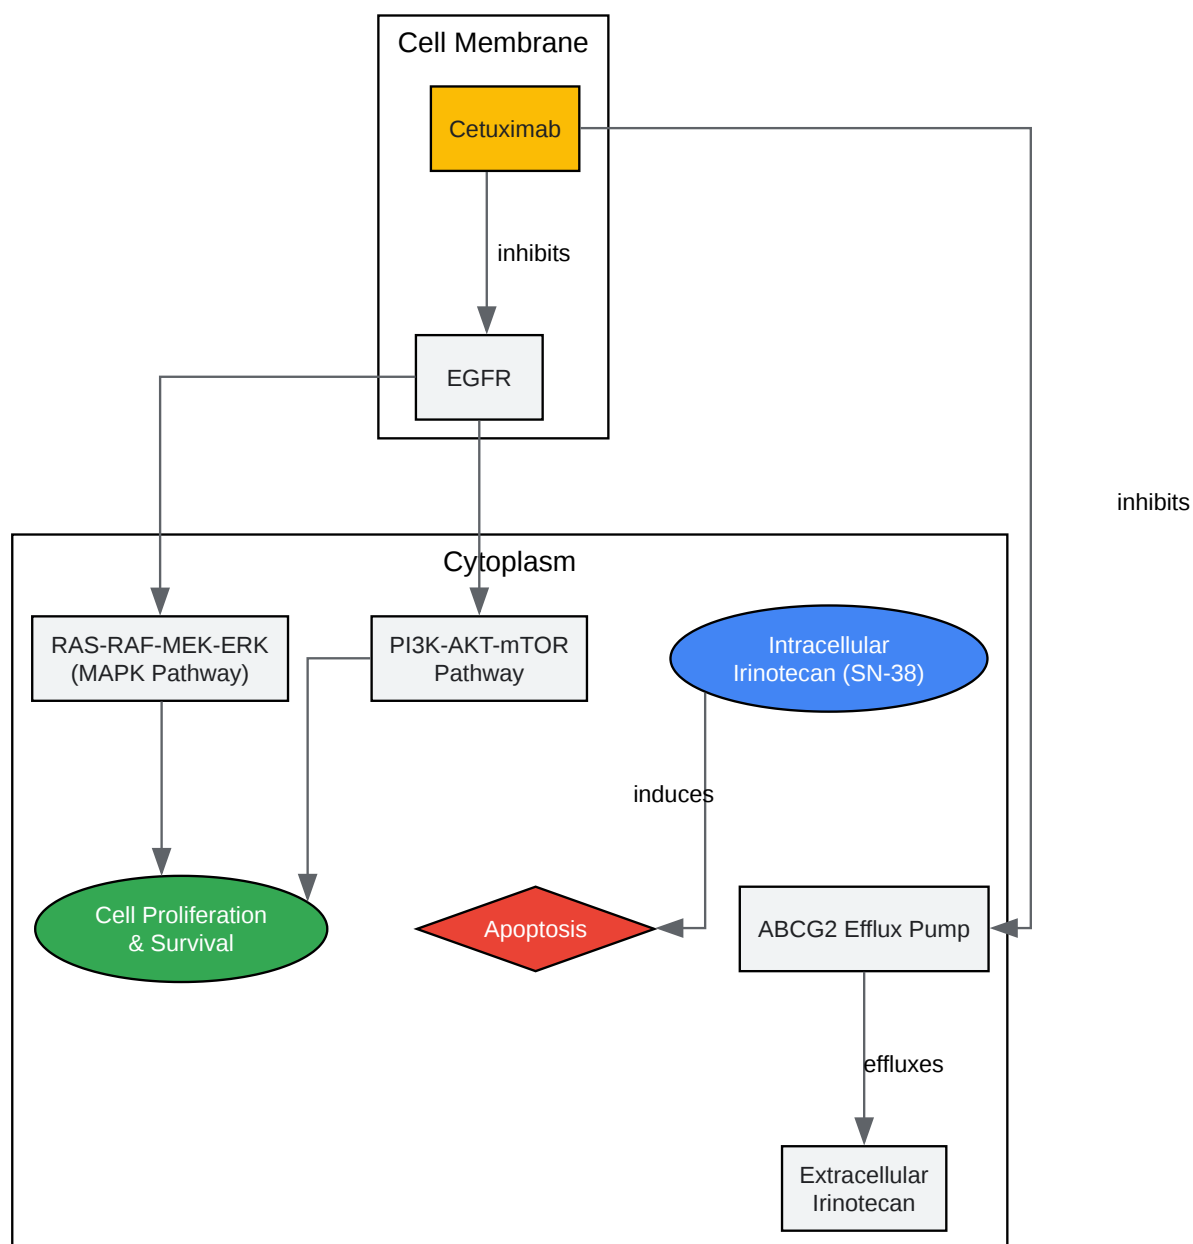 Cell Membrane
Cetuximab
inhibits
EGFR
inhibits
Cytoplasm
RAS-RAF-MEK-ERK
(MAPK Pathway)
PI3K-AKT-mTOR
Pathway
Intracellular
Irinotecan (SN-38)
induces
Cell Proliferation
& Survival
Apoptosis
ABCG2 Efflux Pump
effluxes
Extracellular
Irinotecan